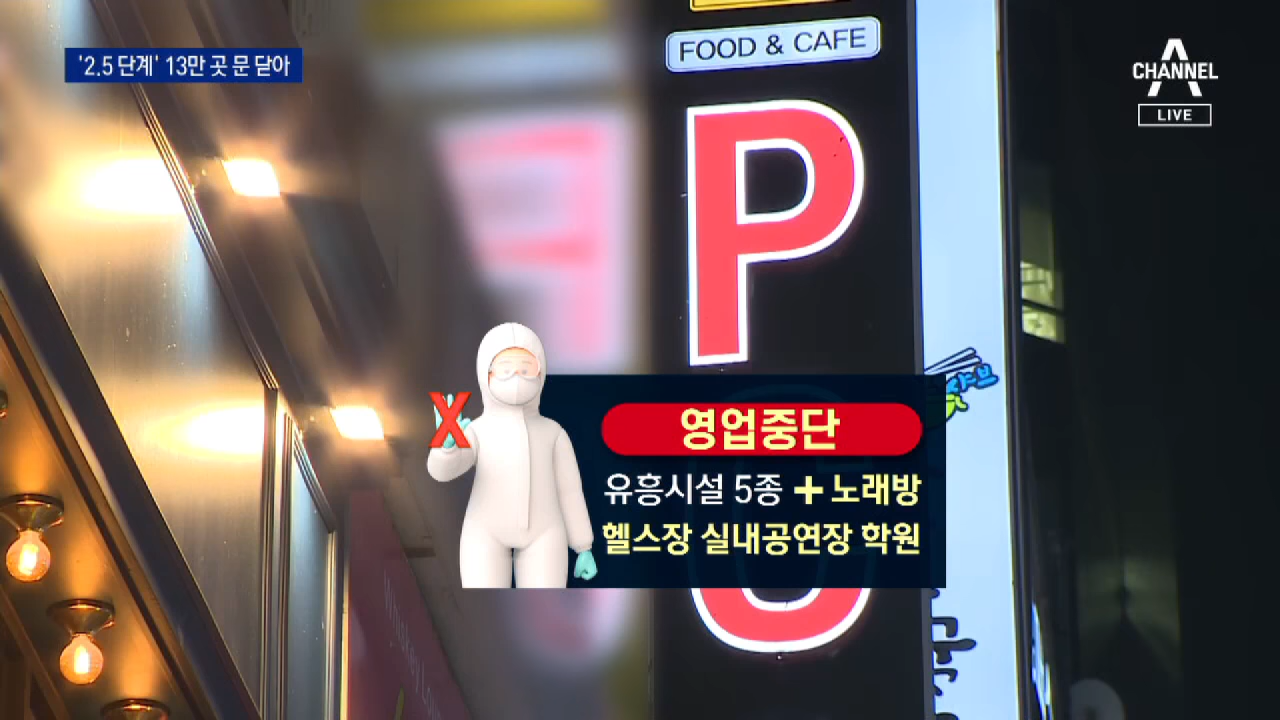 '2.5 단계' 13만 곳 문 닫아
FOOD & CAFE
CHANNEL A
LIVE
P
X
영업중단
유흥시설 5종 + 노래방
헬스장 실내공연장 학원
샤브